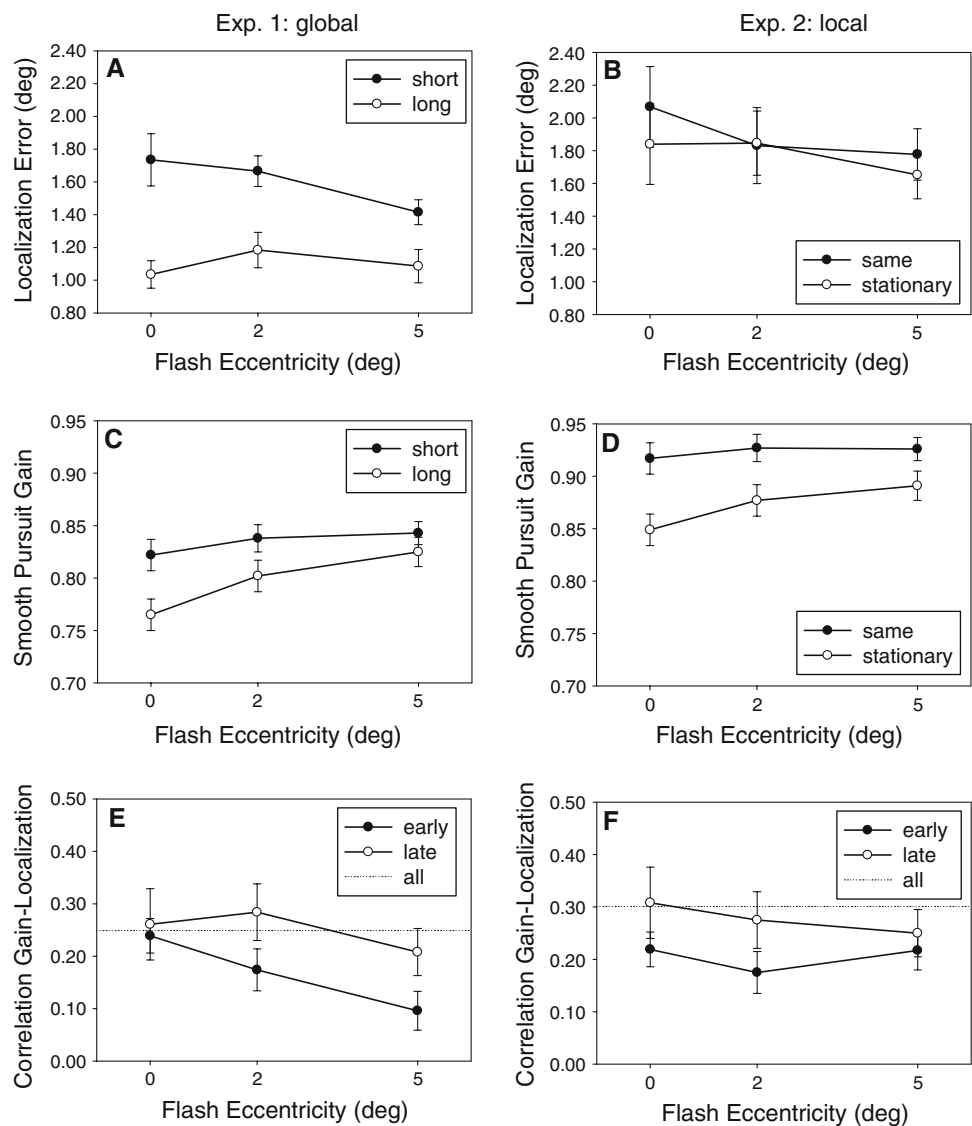 Exp. 1: global
Exp. 2: local
A
short
long
Localization Error (deg)
2.40
2.20
2.00
1.80
1.60
1.40
1.20
1.00
0.80
0
2
5
Flash Eccentricity (deg)
B
same
stationary
Localization Error (deg)
2.40
2.20
2.00
1.80
1.60
1.40
1.20
1.00
0.80
0
2
5
Flash Eccentricity (deg)
C
short
long
Smooth Pursuit Gain
0.95
0.90
0.85
0.80
0.75
0.70
0
2
5
Flash Eccentricity (deg)
D
same
stationary
Smooth Pursuit Gain
0.95
0.90
0.85
0.80
0.75
0.70
0
2
5
Flash Eccentricity (deg)
E
early
late
all
Correlation Gain-Localization
0.50
0.40
0.30
0.20
0.10
0.00
0
2
5
Flash Eccentricity (deg)
F
early
late
all
Correlation Gain-Localization
0.50
0.40
0.30
0.20
0.10
0.00
0
2
5
Flash Eccentricity (deg)